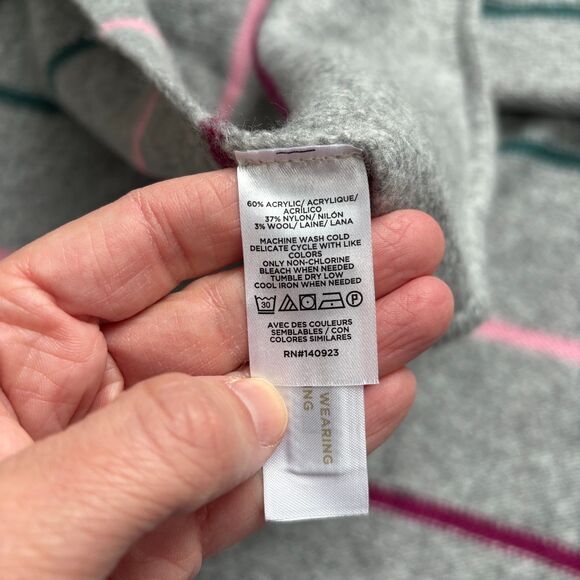 60% ACRYLIC/ ACRYLIQUE/
ACRÍLICO
37% NYLON/ NILÓN
3% WOOL/ LAINE/ LANA
MACHINE WASH COLD
DELICATE CYCLE WITH LIKE
COLORS
ONLY NON-CHLORINE
BLEACH WHEN NEEDED
TUMBLE DRY LOW
COOL IRON WHEN NEEDED
30 P
AVEC DES COULEURS
SEMBLABLES / CON
COLORES SIMILARES
RN#140923
WEARING